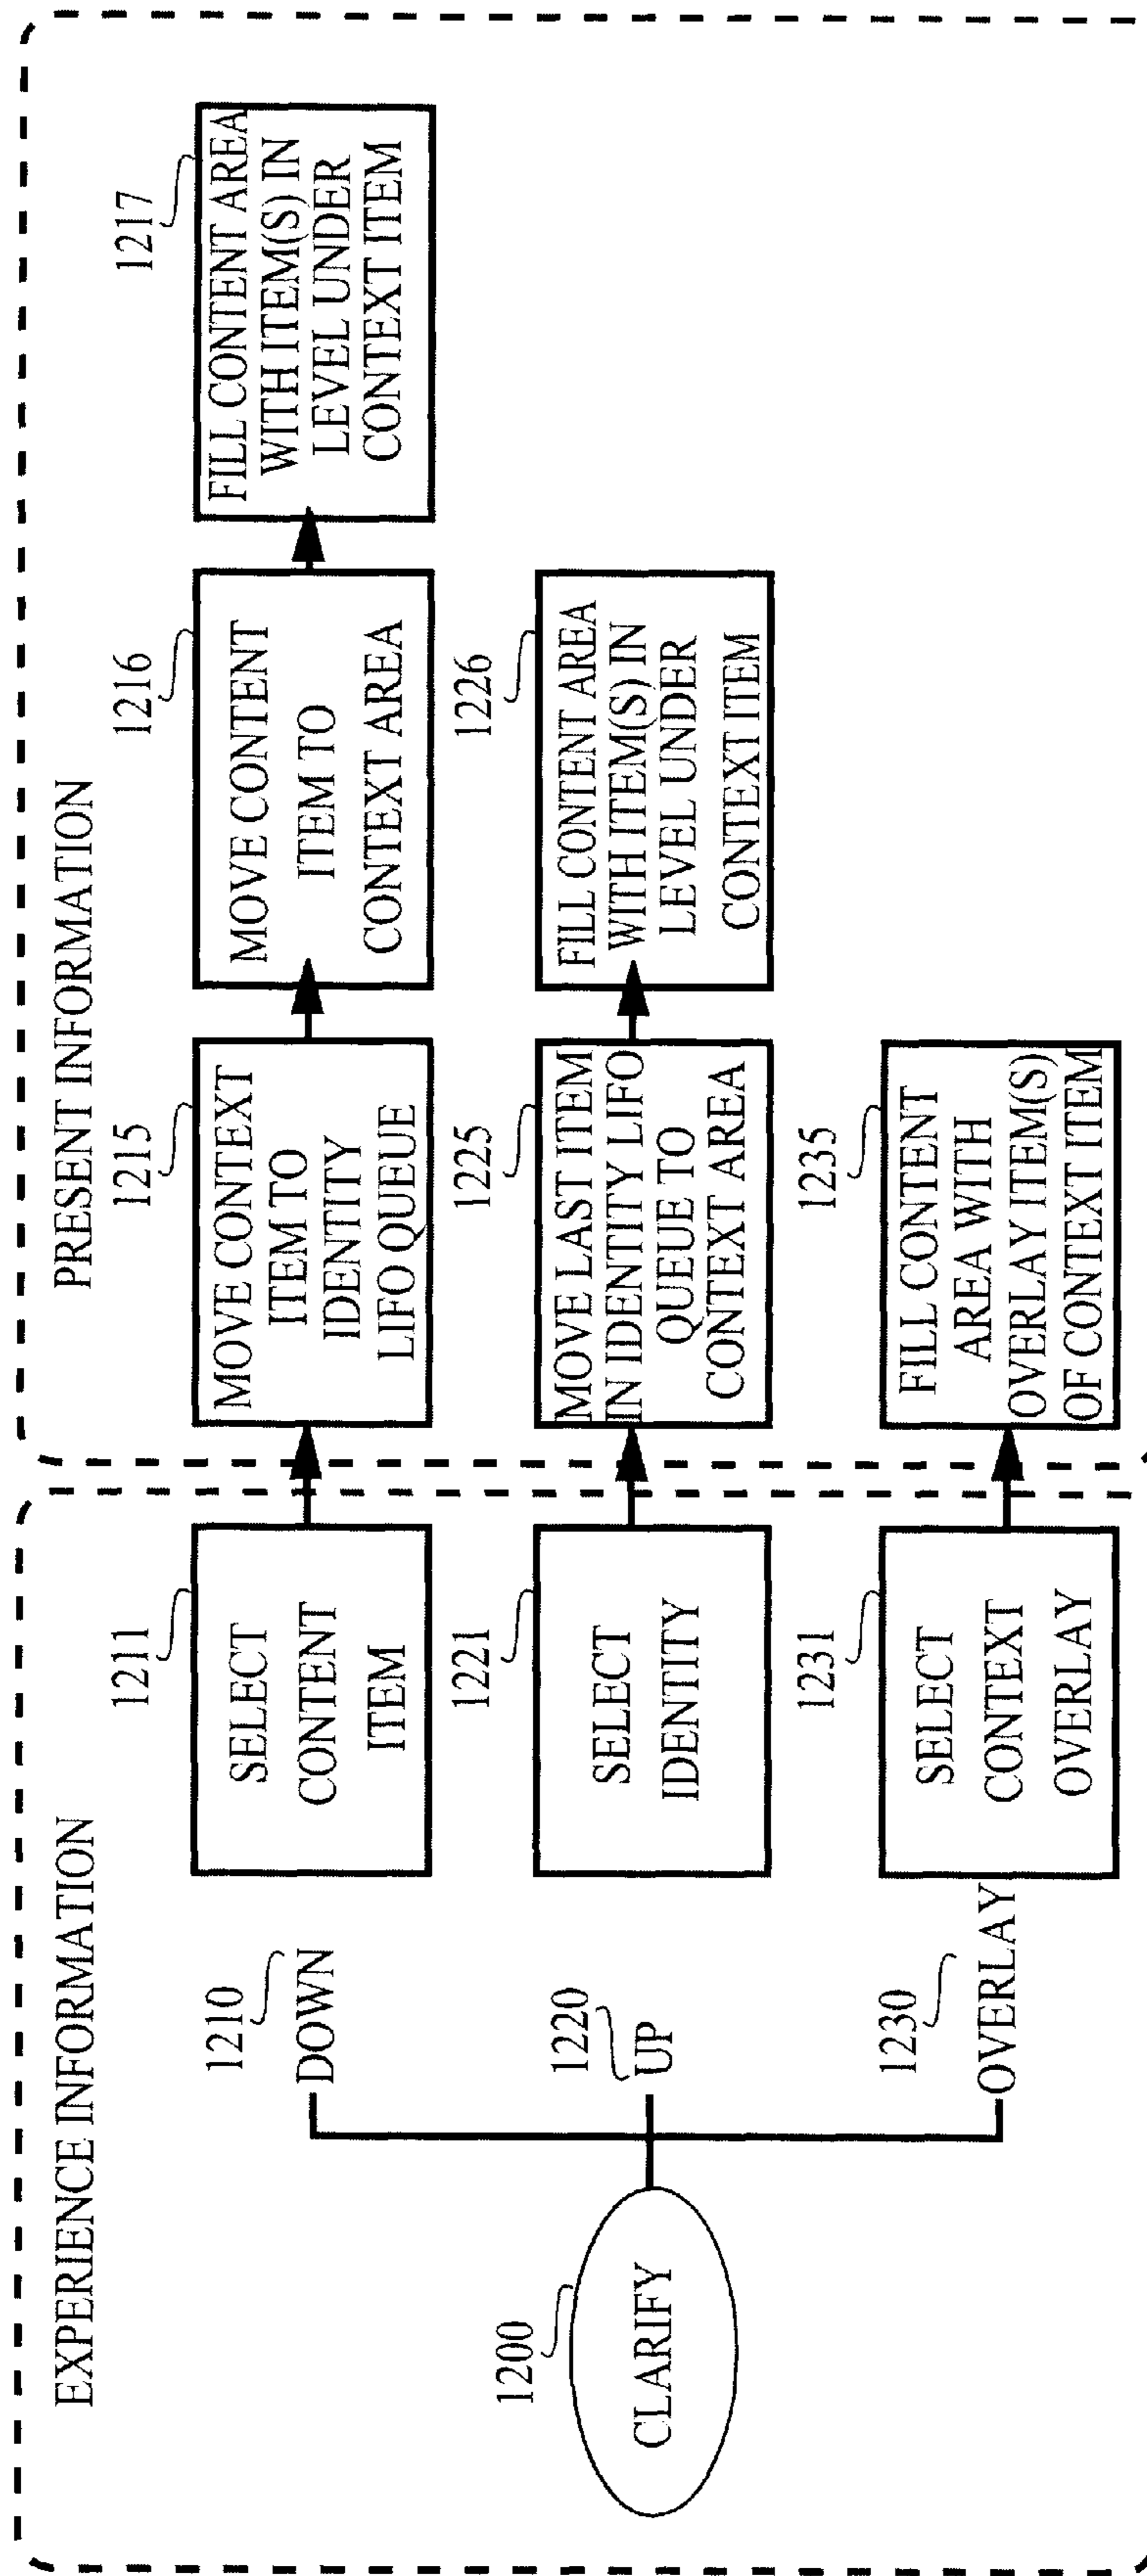 EXPERIENCE INFORMATION
1200
CLARIFY
1210
DOWN
1220
UP
1230
OVERLAY
1211
SELECT
CONTENT
ITEM
1221
SELECT
IDENTITY
1231
SELECT
CONTEXT
OVERLAY
PRESENT INFORMATION
1215
MOVE CONTEXT
ITEM TO
IDENTITY
LIFO QUEUE
1216
MOVE CONTENT
ITEM TO
CONTEXT AREA
1217
FILL CONTENT AREA
WITH ITEM(S) IN
LEVEL UNDER
CONTEXT ITEM
1225
MOVE LAST ITEM
IN IDENTITY LIFO
QUEUE TO
CONTEXT AREA
1226
FILL CONTENT AREA
WITH ITEM(S) IN
LEVEL UNDER
CONTEXT ITEM
1235
FILL CONTENT
AREA WITH
OVERLAY ITEM(S)
OF CONTEXT ITEM